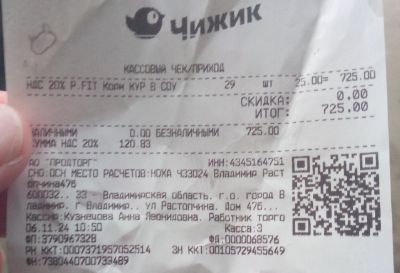 Чижик
КАССОВЫЙ ЧЕК/ПРИХОД
НДС 20% P.FIT Корм КУР В СОУ 29 шт 25.00= 725.00
СКИДКА: 0.00
ИТОГ: 725.00
НАЛИЧНЫМИ 0.00 БЕЗНАЛИЧНЫМИ 725.00
СУММА НДС 20% 120.83
АО "ПРОДТОРГ" ИНН:4345164751
СНО:ОСН МЕСТО РАСЧЕТОВ:НОКА Ч33024 Владимир Раст
опчина47б
600032.. 33 - Владимирская область, г.о. город В
ладимир, г Владимир.. ул Растопчина, Дом 47б...
Кассир:Кузнецова Анна Леонидовна, Работник торго
06.11.24 10:50 Касса:3
ФП:3790967328 ФД:0000068576
РН ККТ:0007371957052514 ЗН ККТ:00105729455649
ФН:7380440700733489